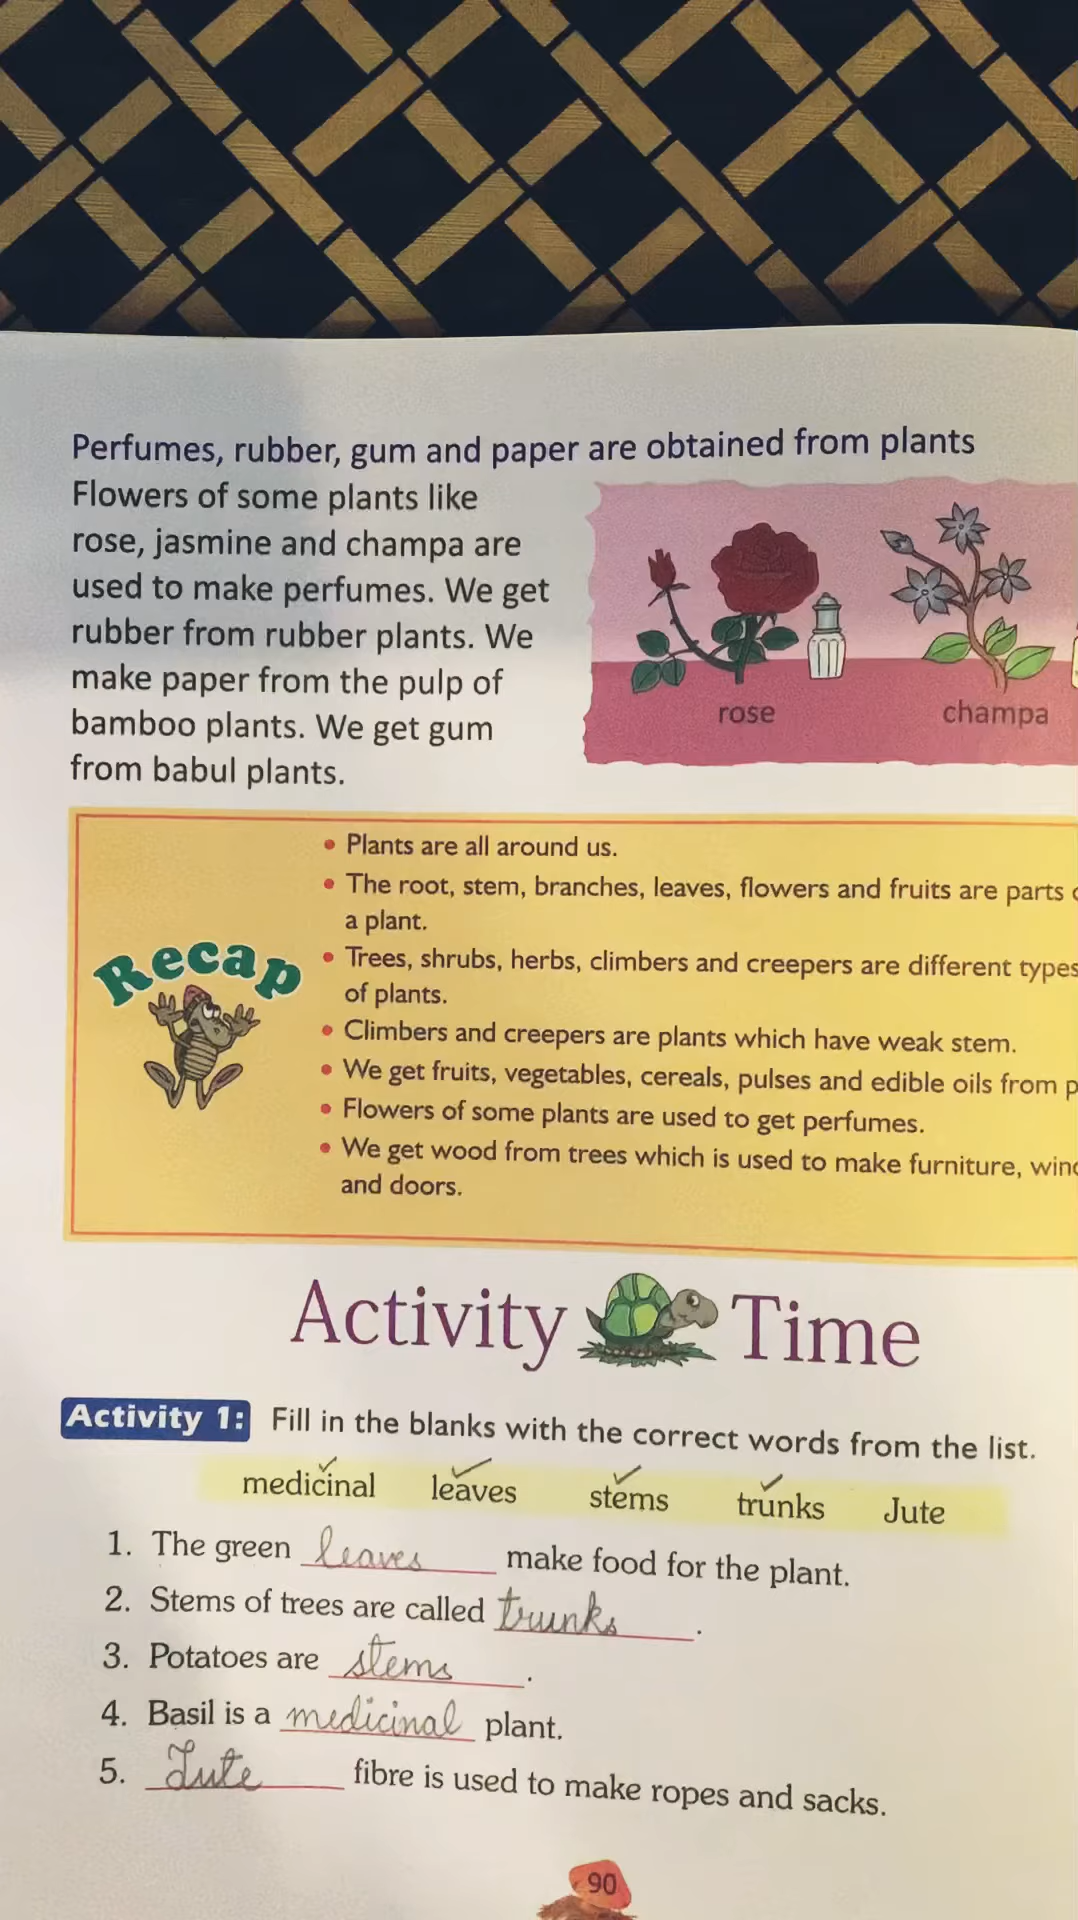 Perfumes, rubber, gum and paper are obtained from plants
Flowers of some plants like
rose, jasmine and champa are
used to make perfumes. We get
rubber from rubber plants. We
make paper from the pulp of
bamboo plants. We get gum
from babul plants.
rose champa
Recap
• Plants are all around us.
• The root, stem, branches, leaves, flowers and fruits are parts
a plant.
• Trees, shrubs, herbs, climbers and creepers are different types
of plants.
• Climbers and creepers are plants which have weak stem.
• We get fruits, vegetables, cereals, pulses and edible oils from
• Flowers of some plants are used to get perfumes.
• We get wood from trees which is used to make furniture,
and doors.
Activity Time
Activity 1: Fill in the blanks with the correct words from the list.
medicinal leaves stems trunks Jute
1. The green leaves make food for the plant.
2. Stems of trees are called trunks.
3. Potatoes are stems.
4. Basil is a medicinal plant.
5. Jute fibre is used to make ropes and sacks.
90